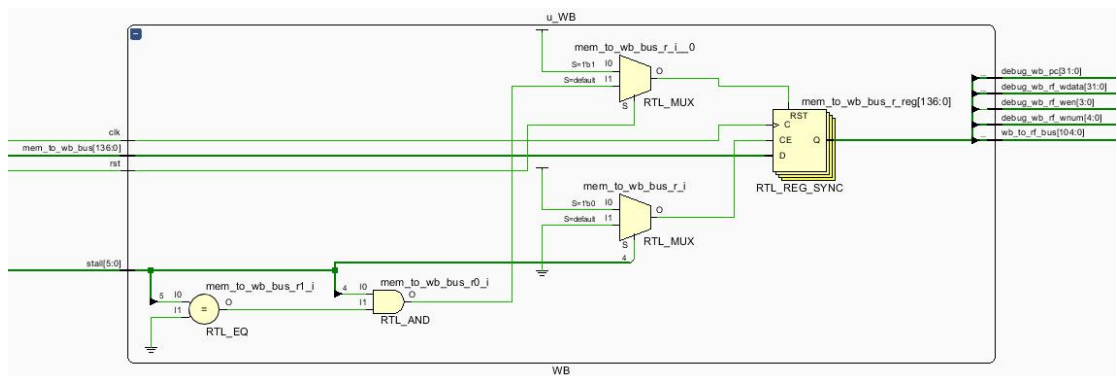 u_WB
mem_to_wb_bus_r_i__0
S=1'b1 I0
S=default I1
O
S
RTL_MUX
mem_to_wb_bus_r_reg[136:0]
RST
C
CE
D
Q
RTL_REG_SYNC
clk
mem_to_wb_bus[136:0]
rst
mem_to_wb_bus_r_i
S=1'b0 I0
S=default I1
O
S
4
RTL_MUX
stall[5:0]
mem_to_wb_bus_r1_i
5 I0
I1
=
O
RTL_EQ
mem_to_wb_bus_r0_i
4 I0
I1
O
RTL_AND
debug_wb_pc[31:0]
debug_wb_rf_wdata[31:0]
debug_wb_rf_wen[3:0]
debug_wb_rf_wnum[4:0]
wb_to_rf_bus[104:0]
WB